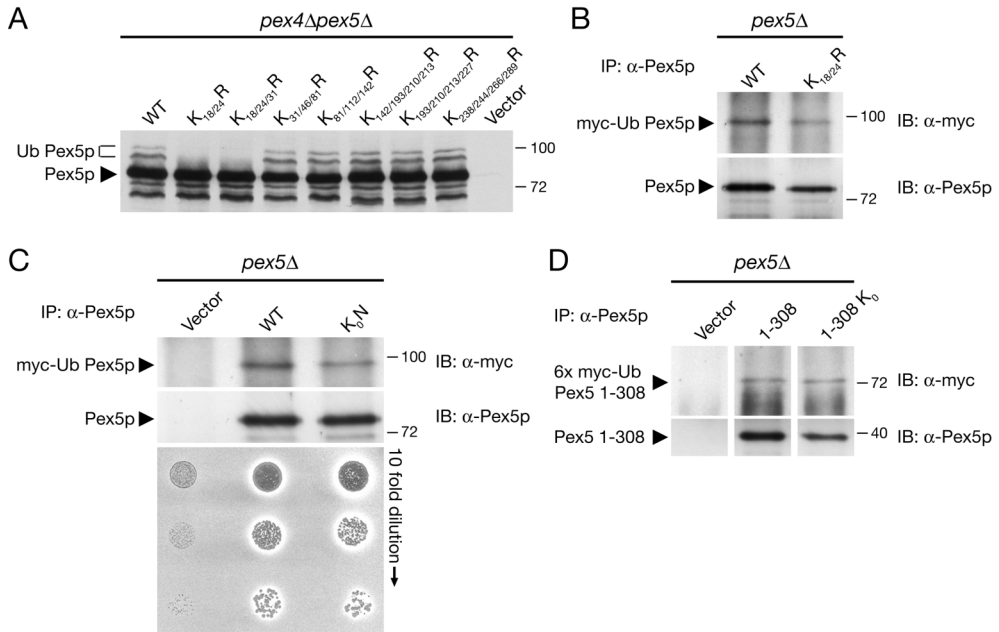 A
pex4Δpex5Δ
WT
K18/24R
K18/24/31R
K31/46/81R
K81/112/142R
K142/193/210/213R
K193/210/213/227R
K238/244/266/289R
Vector
Ub Pex5p
Pex5p
100
72
B
pex5Δ
IP: α-Pex5p
WT
K18/24R
myc-Ub Pex5p
100
IB: α-myc
Pex5p
72
IB: α-Pex5p
C
pex5Δ
IP: α-Pex5p
Vector
WT
K0N
myc-Ub Pex5p
100
IB: α-myc
Pex5p
72
IB: α-Pex5p
10 fold dilution
D
pex5Δ
IP: α-Pex5p
Vector
1-308
1-308 K0
6x myc-Ub
Pex5 1-308
72
IB: α-myc
Pex5 1-308
40
IB: α-Pex5p